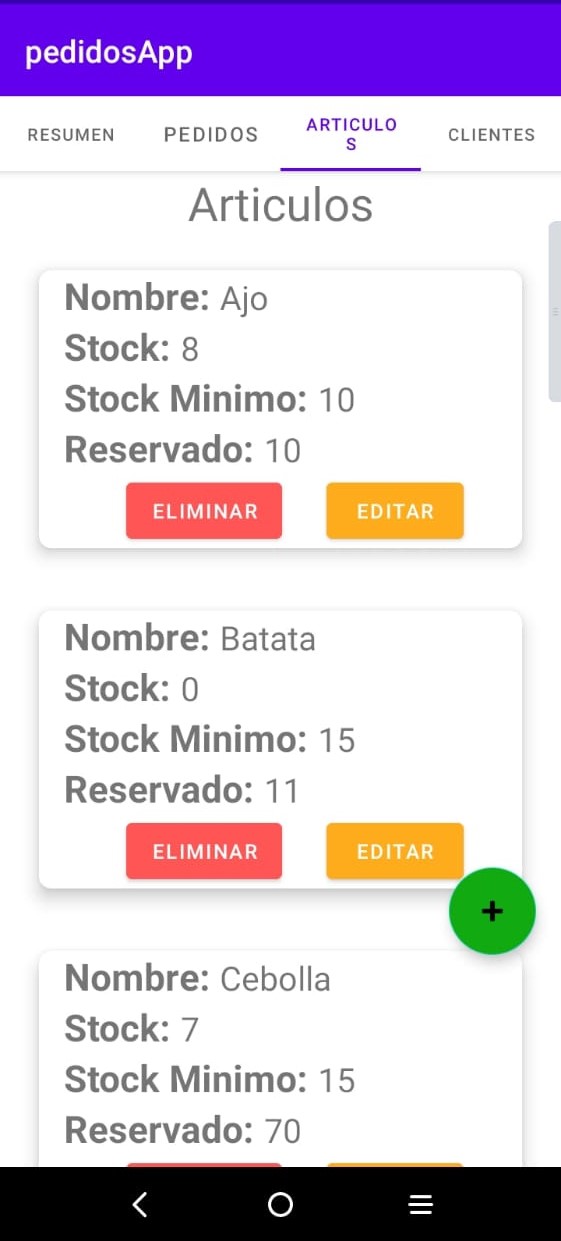 pedidosApp
RESUMEN
PEDIDOS
ARTICULO
S
CLIENTES
Articulos
Nombre: Ajo
Stock: 8
Stock Minimo: 10
Reservado: 10
ELIMINAR
EDITAR
Nombre: Batata
Stock: 0
Stock Minimo: 15
Reservado: 11
ELIMINAR
EDITAR
+
Nombre: Cebolla
Stock: 7
Stock Minimo: 15
Reservado: 70